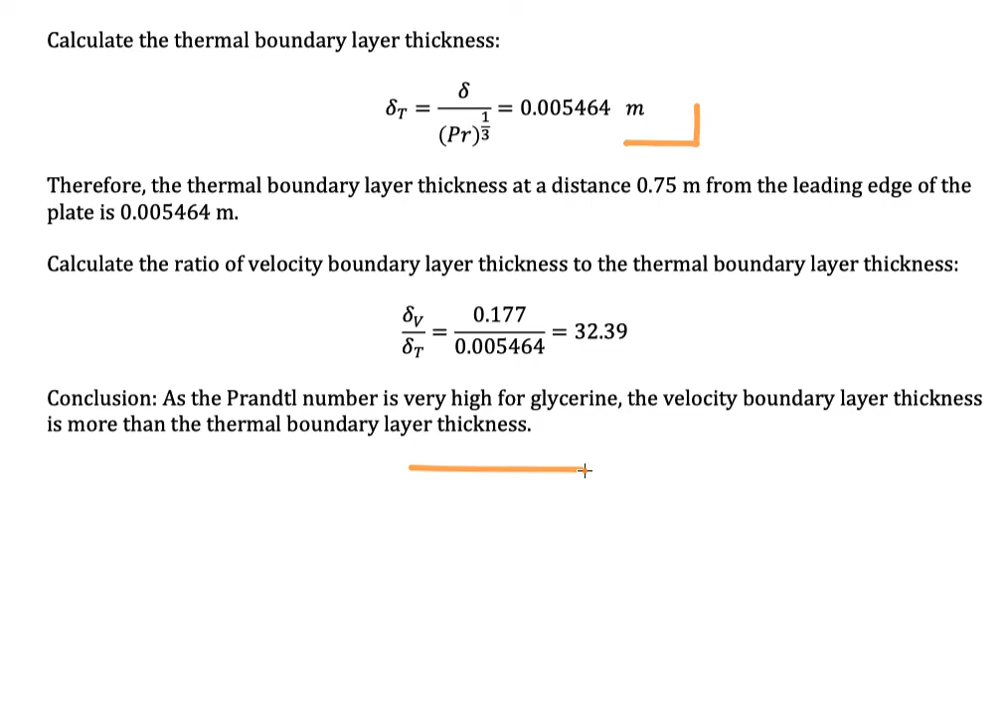 Calculate the thermal boundary layer thickness:
δ_T = δ / (Pr)^(1/3) = 0.005464 m
Therefore, the thermal boundary layer thickness at a distance 0.75 m from the leading edge of the
plate is 0.005464 m.
Calculate the ratio of velocity boundary layer thickness to the thermal boundary layer thickness:
δ_V / δ_T = 0.177 / 0.005464 = 32.39
Conclusion: As the Prandtl number is very high for glycerine, the velocity boundary layer thickness
is more than the thermal boundary layer thickness.